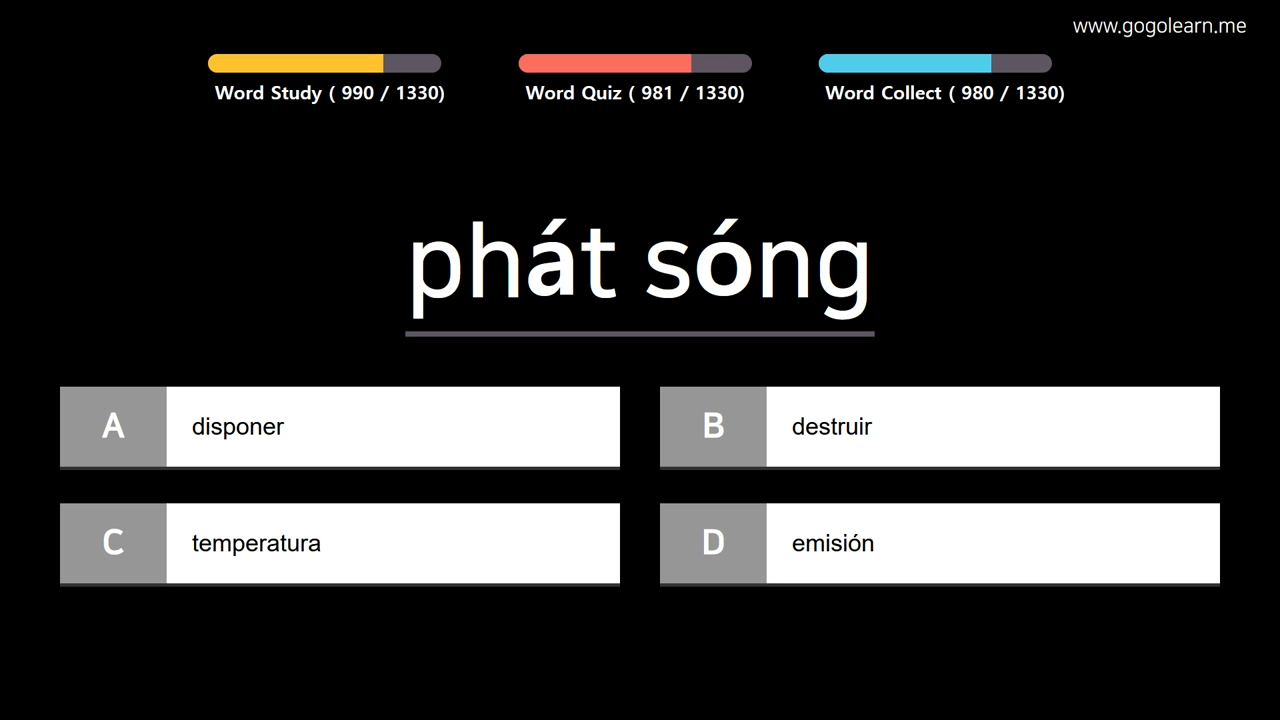 www.gogolearn.me
Word Study ( 990 / 1330)
Word Quiz ( 981 / 1330)
Word Collect ( 980 / 1330)
phát sóng
A disponer
B destruir
C temperatura
D emisión